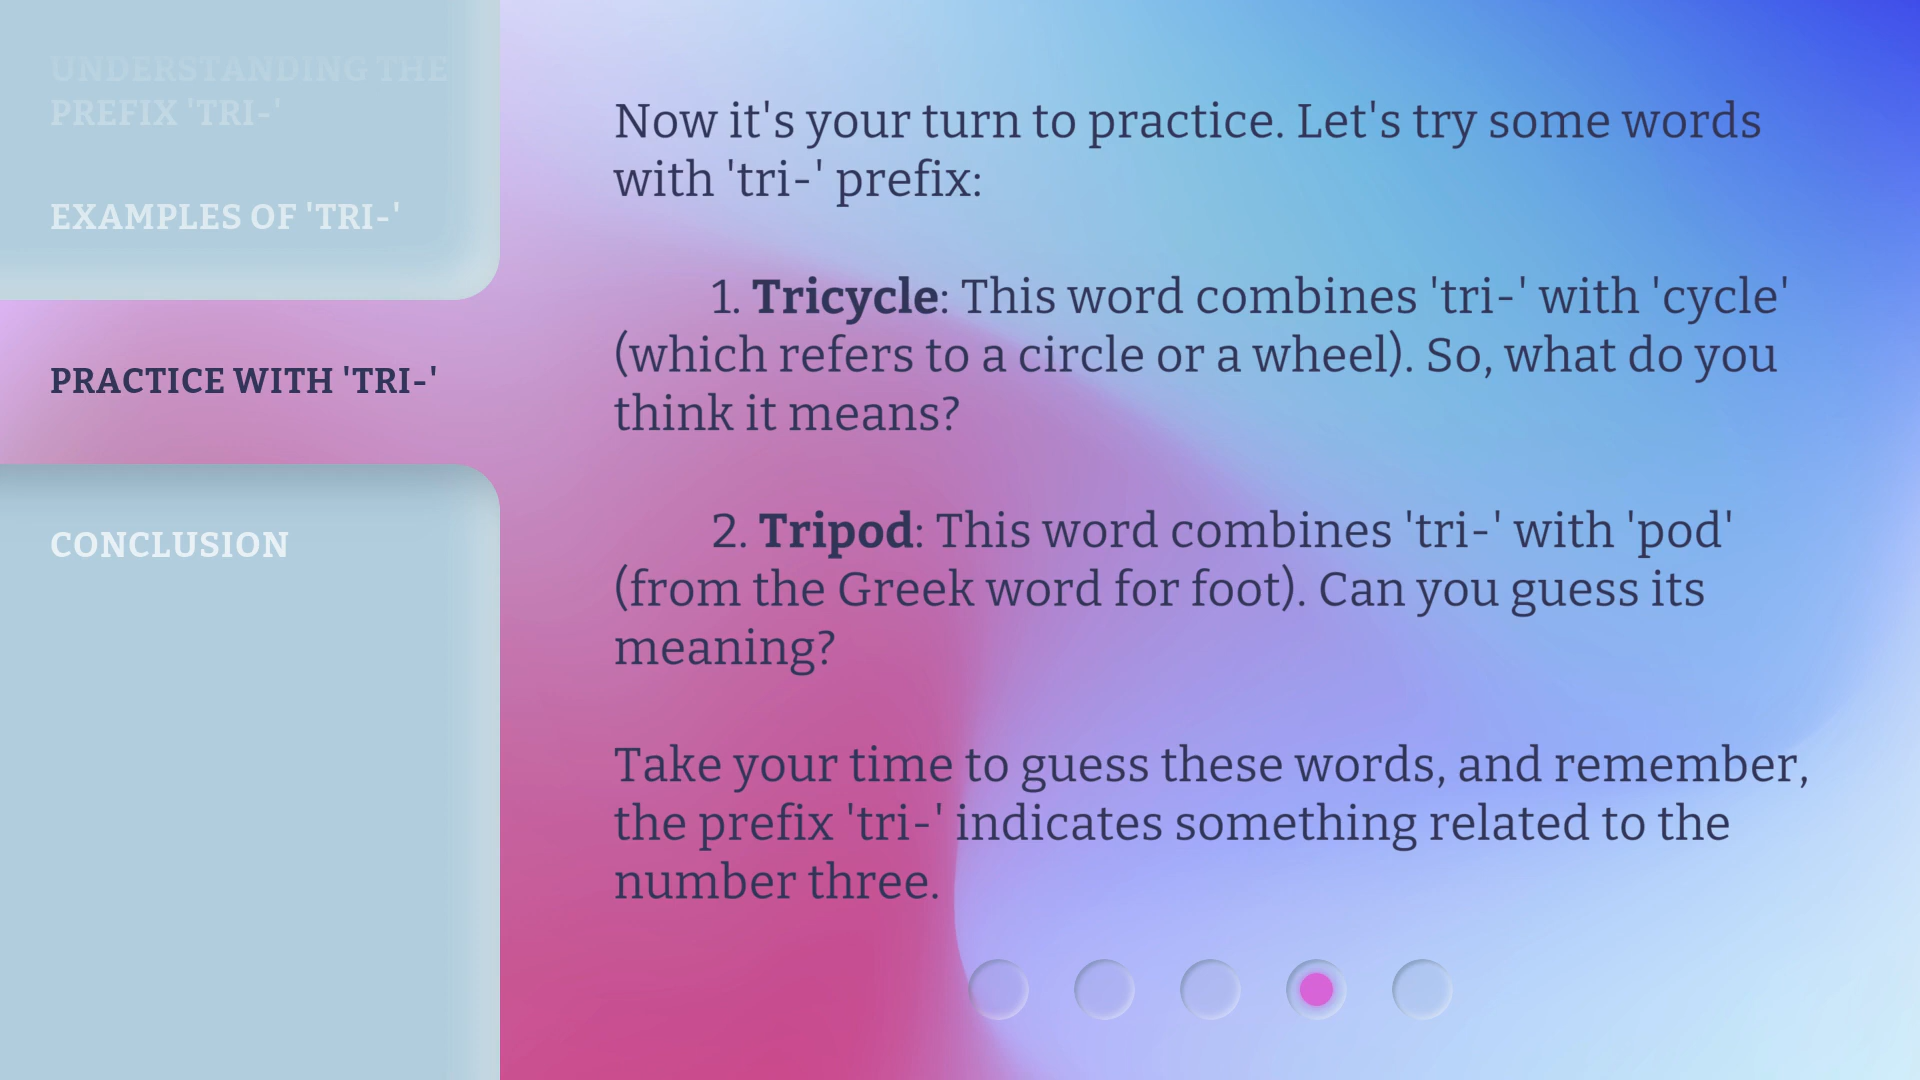 UNDERSTANDING THE
PREFIX 'TRI-'
EXAMPLES OF 'TRI-'
PRACTICE WITH 'TRI-'
CONCLUSION
Now it's your turn to practice. Let's try some words
with 'tri-' prefix:
1. Tricycle: This word combines 'tri-' with 'cycle'
(which refers to a circle or a wheel). So, what do you
think it means?
2. Tripod: This word combines 'tri-' with 'pod'
(from the Greek word for foot). Can you guess its
meaning?
Take your time to guess these words, and remember,
the prefix 'tri-' indicates something related to the
number three.